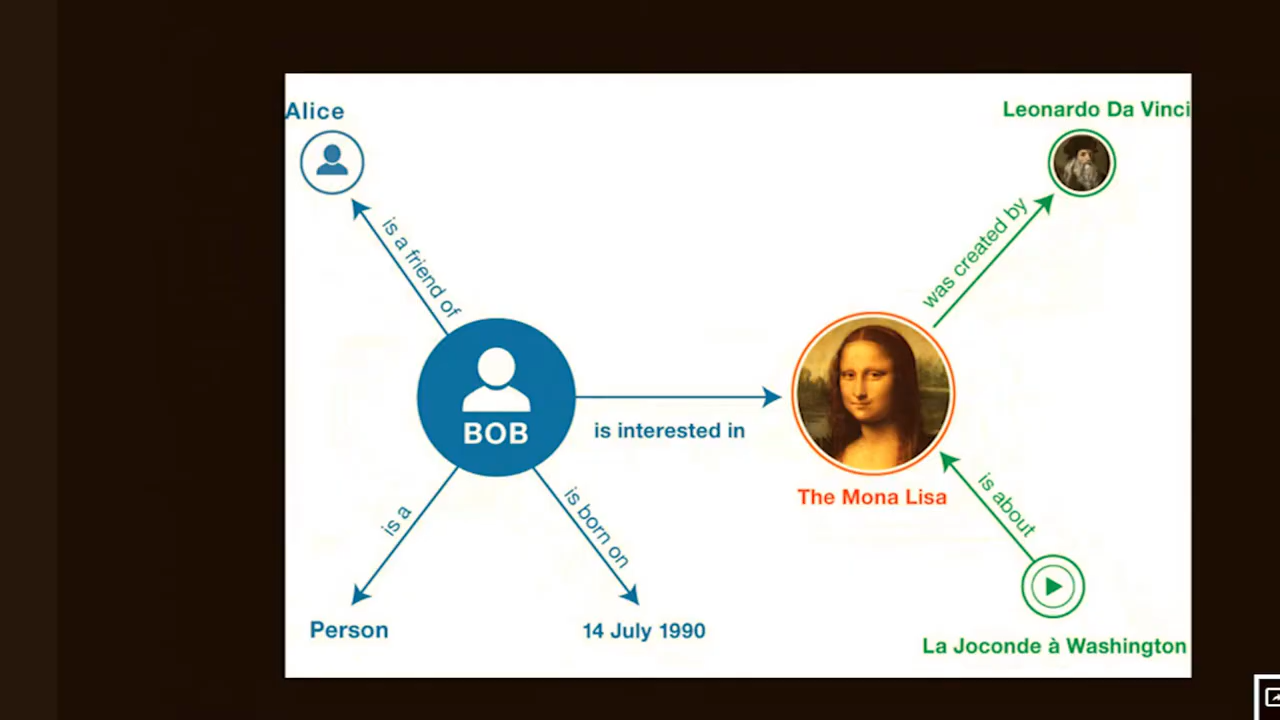 Alice
Leonardo Da Vinci
is a friend of
was created by
BOB
is interested in
The Mona Lisa
is a
is born on
is about
Person
14 July 1990
La Joconde à Washington